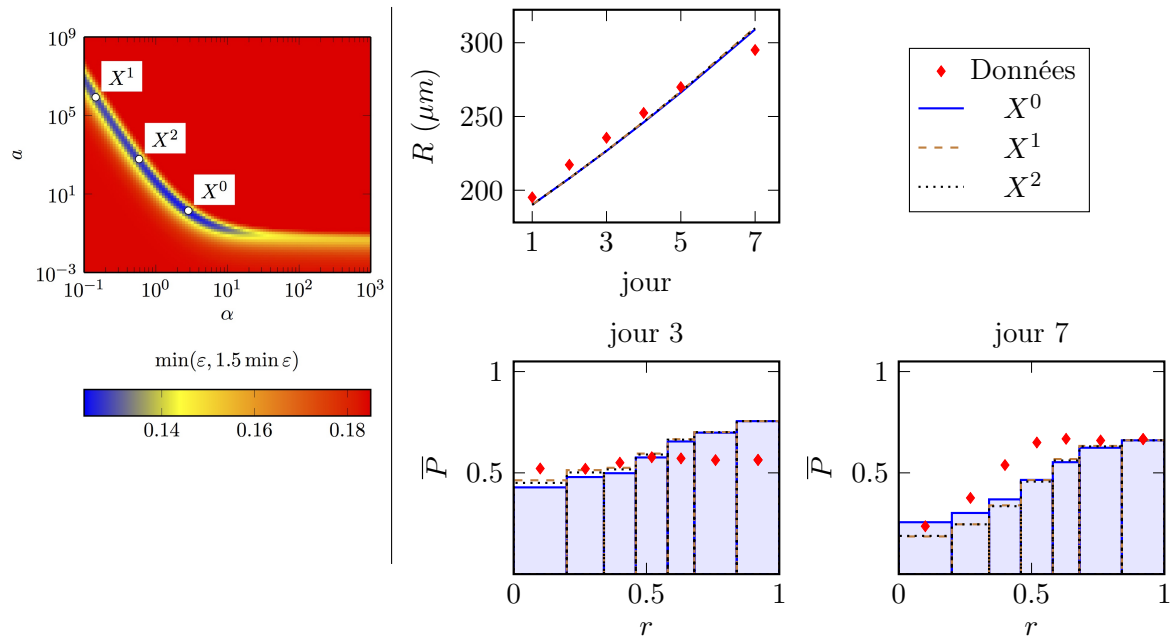 10^9
10^5
10^1
10^{-3}
a
X^1
X^2
X^0
10^{-1}
10^0
10^1
10^2
10^3
α
min(ε, 1.5 min ε)
0.14
0.16
0.18
300
250
200
R (μm)
1
3
5
7
jour
Données
X^0
X^1
X^2
jour 3
1
0.5
P̅
0
0.5
1
r
jour 7
1
0.5
P̅
0
0.5
1
r